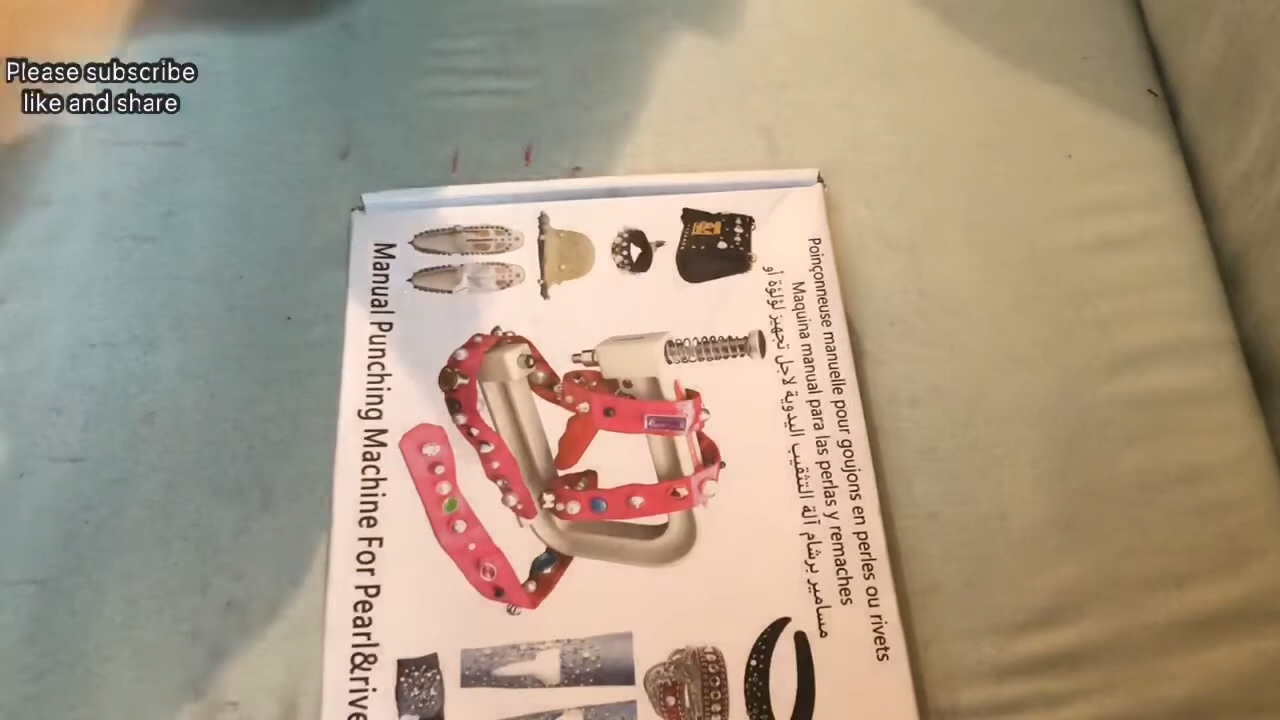 Please subscribe
like and share
Manual Punching Machine For Pearl&rive
Poinçonneuse manuelle pour goujons en perles ou rivets
Maquina manual para las perlas y remaches
مسامير برشام آلة التثقيب اليدوية لاجل تجهيز لؤلؤة أو